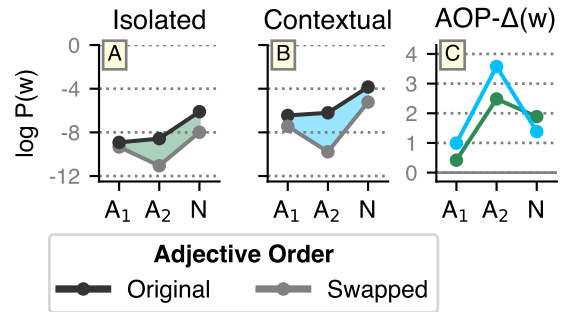 Isolated Contextual AOP-Δ(w)
A B C
log P(w)
0
-4
-8
-12
4
3
2
1
0
A₁ A₂ N A₁ A₂ N A₁ A₂ N
Adjective Order
Original Swapped